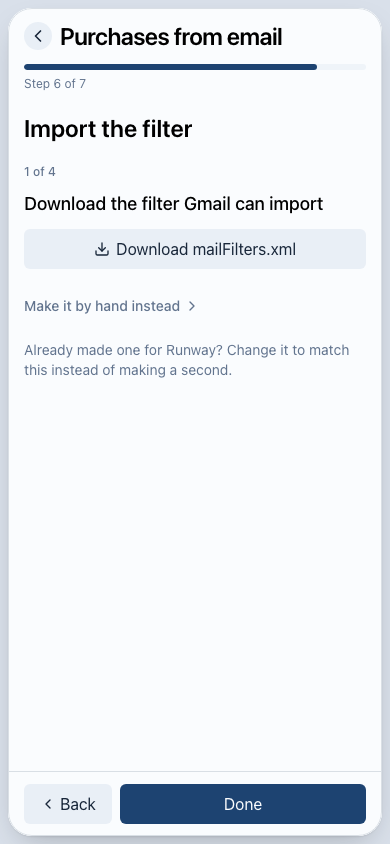 Purchases from email
Step 6 of 7
Import the filter
1 of 4
Download the filter Gmail can import
Download mailFilters.xml
Make it by hand instead
Already made one for Runway? Change it to match
this instead of making a second.
Back
Done